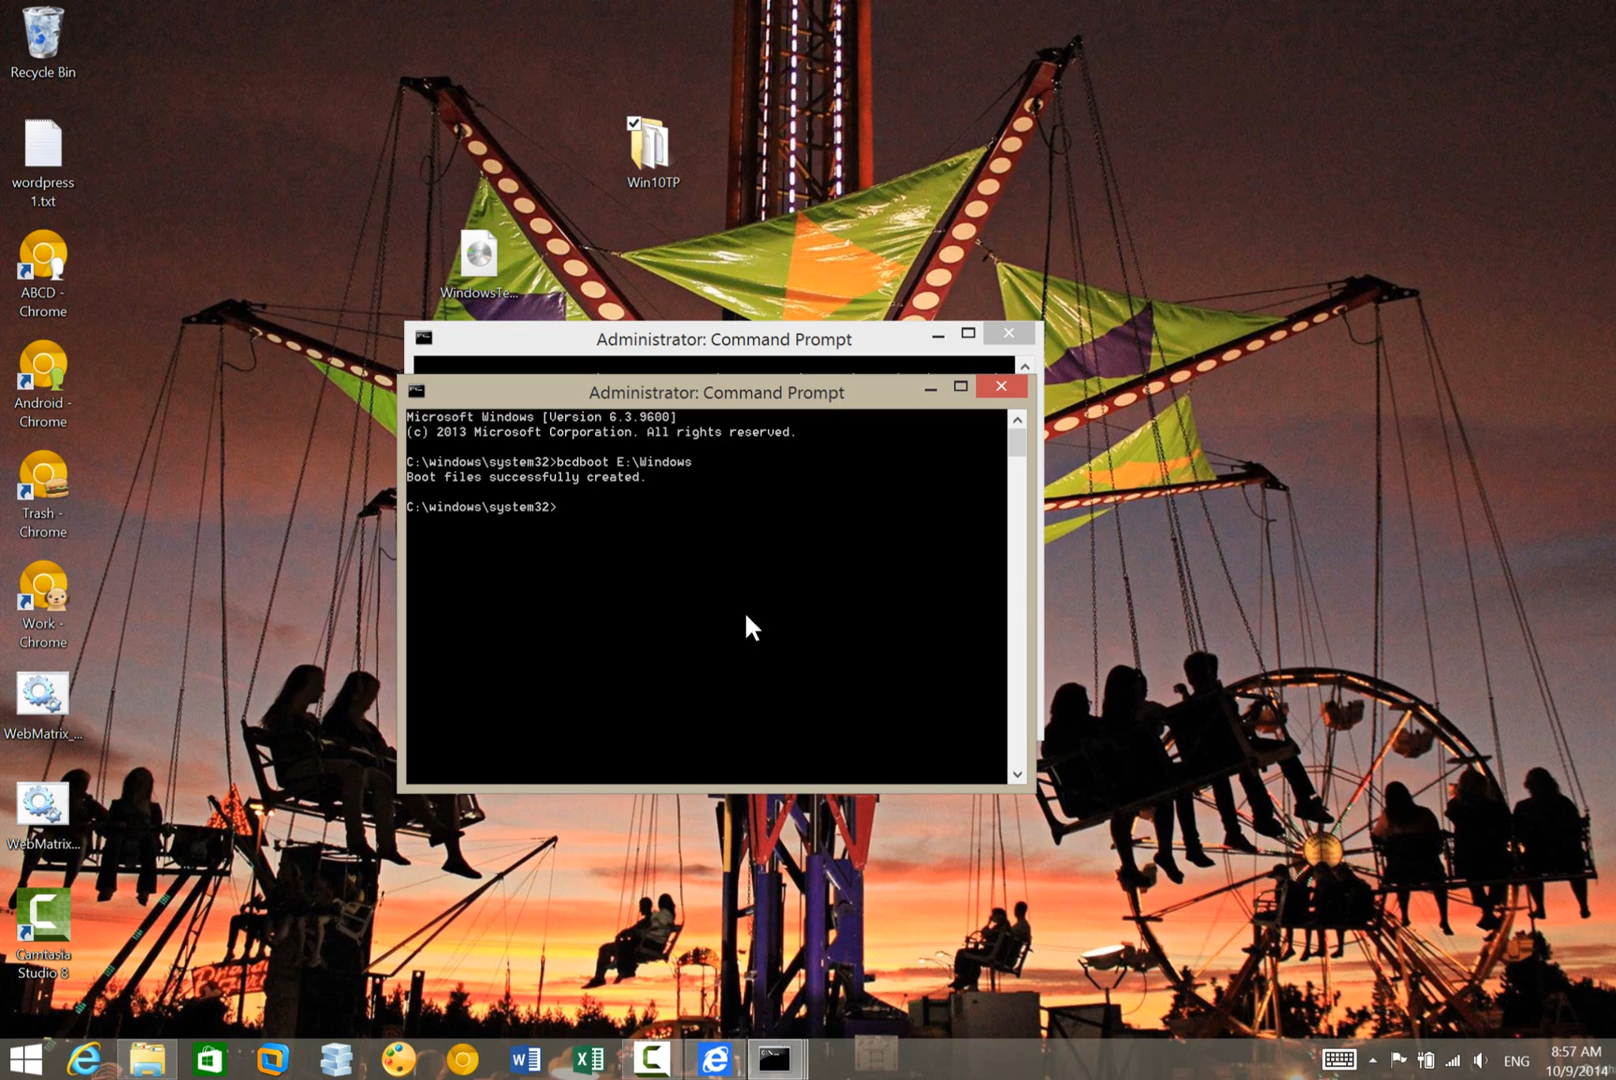 Recycle Bin
wordpress
1.txt
ABCD -
Chrome
Android -
Chrome
Trash -
Chrome
Work -
Chrome
WebMatrix_...
WebMatrix...
Camtasia
Studio 8
Win10TP
WindowsTe...
Administrator: Command Prompt
Administrator: Command Prompt
Microsoft Windows [Version 6.3.9600]
(c) 2013 Microsoft Corporation. All rights reserved.
C:\windows\system32>bcdboot E:\Windows
Boot files successfully created.
C:\windows\system32>
ENG
8:57 AM
10/9/2014